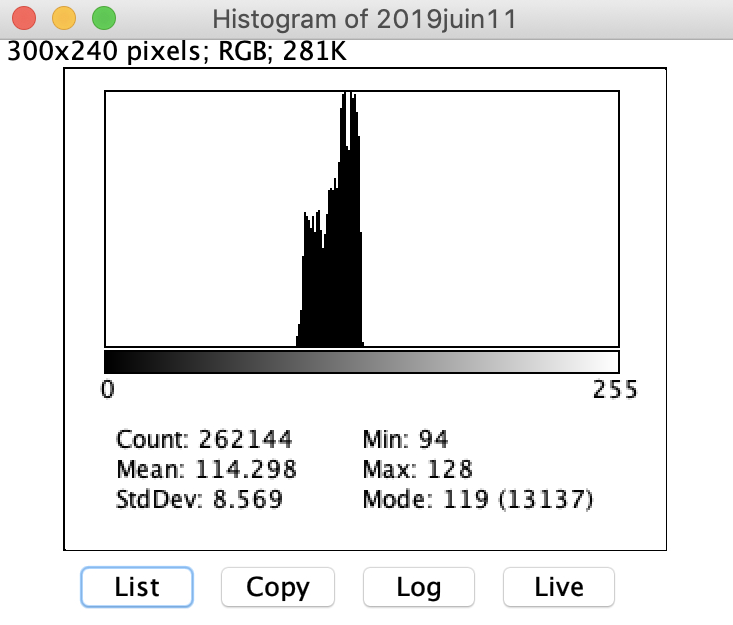 Histogram of 2019juin11
300x240 pixels; RGB; 281K
0 255
Count: 262144 Min: 94
Mean: 114.298 Max: 128
StdDev: 8.569 Mode: 119 (13137)
List Copy Log Live